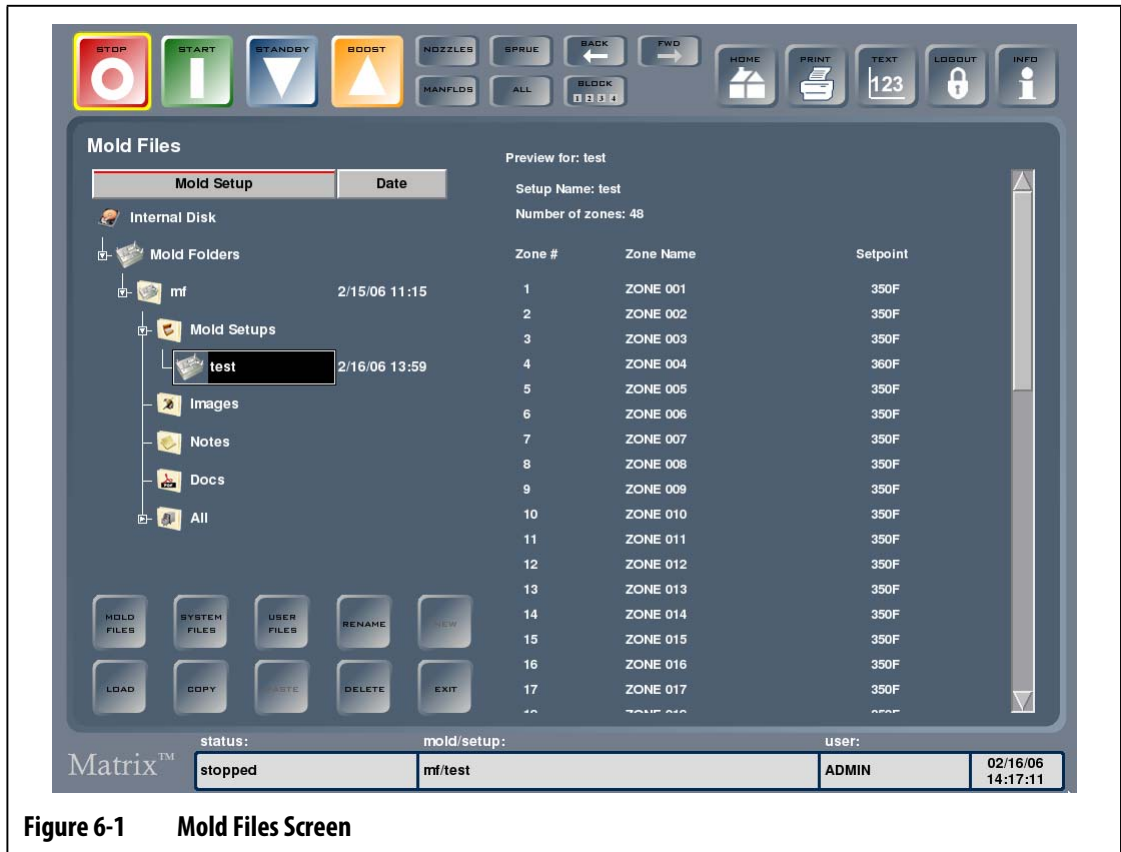 STOP START STANDBY BOOST NOZZLES SPRUE BACK FWD HOME PRINT TEXT LOGOUT INFO
MANFLDS ALL BLOCK
1 2 3 4
123
Mold Files
Preview for: test
Mold Setup Date
Setup Name: test
Internal Disk
Number of zones: 48
Mold Folders
mf 2/15/06 11:15
Mold Setups
test 2/16/06 13:59
Images
Notes
Docs
All
Zone # Zone Name Setpoint
1 ZONE 001 350F
2 ZONE 002 350F
3 ZONE 003 350F
4 ZONE 004 360F
5 ZONE 005 350F
6 ZONE 006 350F
7 ZONE 007 350F
8 ZONE 008 350F
9 ZONE 009 350F
10 ZONE 010 350F
11 ZONE 011 350F
12 ZONE 012 350F
13 ZONE 013 350F
14 ZONE 014 350F
15 ZONE 015 350F
16 ZONE 016 350F
17 ZONE 017 350F
MOLD FILES SYSTEM FILES USER FILES RENAME NEW
LOAD COPY PASTE DELETE EXIT
Matrix™
status: mold/setup: user:
stopped mf/test ADMIN 02/16/06
14:17:11
Figure 6-1 Mold Files Screen